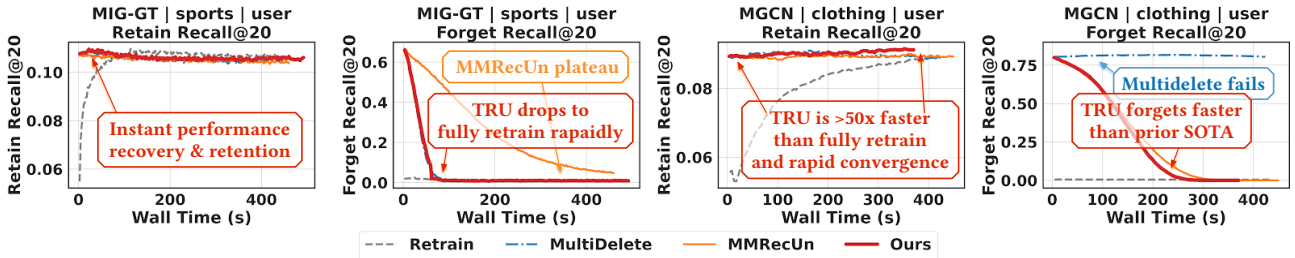 MIG-GT | sports | user
Retain Recall@20
Retain Recall@20
0.10
0.08
0.06
Instant performance
recovery & retention
0
200
400
Wall Time (s)
MIG-GT | sports | user
Forget Recall@20
Forget Recall@20
0.6
0.4
0.2
0.0
MMRecUn plateau
TRU drops to
fully retrain rapaidly
0
200
400
Wall Time (s)
MGCN | clothing | user
Retain Recall@20
Retain Recall@20
0.08
0.06
TRU is >50x faster
than fully retrain
and rapid convergence
0
100
200
300
400
Wall Time (s)
MGCN | clothing | user
Forget Recall@20
Forget Recall@20
0.75
0.50
0.25
0.00
Multidelete fails
TRU forgets faster
than prior SOTA
0
100
200
300
400
Wall Time (s)
Retrain
MultiDelete
MMRecUn
Ours